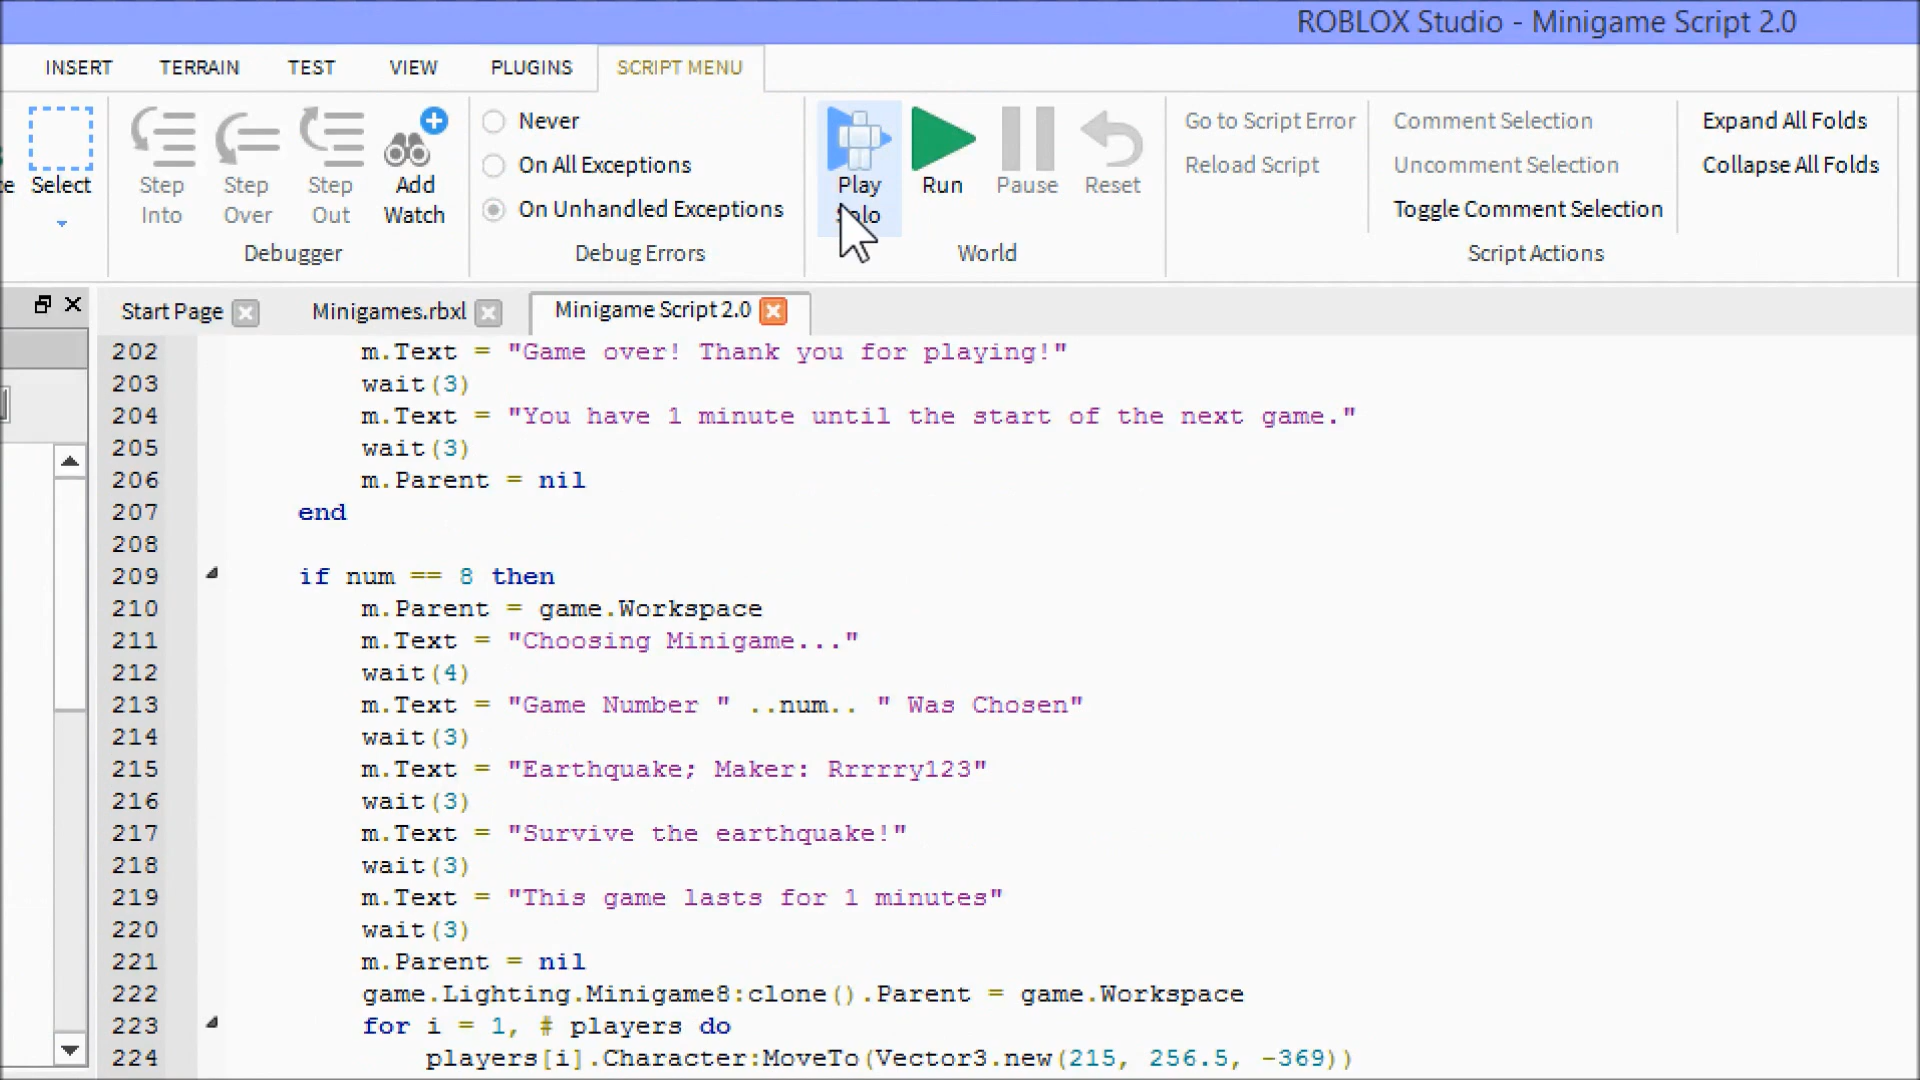 ROBLOX Studio - Minigame Script 2.0
INSERT TERRAIN TEST VIEW PLUGINS SCRIPT MENU
Select
Step Into
Step Over
Step Out
Add Watch
Debugger
Never
On All Exceptions
On Unhandled Exceptions
Debug Errors
Play
Run
Pause
Reset
World
Go to Script Error
Reload Script
Comment Selection
Uncomment Selection
Toggle Comment Selection
Expand All Folds
Collapse All Folds
Script Actions
Start Page Minigames.rbxl Minigame Script 2.0
202 m.Text = "Game over! Thank you for playing!"
203 wait(3)
204 m.Text = "You have 1 minute until the start of the next game."
205 wait(3)
206 m.Parent = nil
207 end
208
209 if num == 8 then
210 m.Parent = game.Workspace
211 m.Text = "Choosing Minigame..."
212 wait(4)
213 m.Text = "Game Number " ..num.. " Was Chosen"
214 wait(3)
215 m.Text = "Earthquake; Maker: Rrrrry123"
216 wait(3)
217 m.Text = "Survive the earthquake!"
218 wait(3)
219 m.Text = "This game lasts for 1 minutes"
220 wait(3)
221 m.Parent = nil
222 game.Lighting.Minigame8:clone().Parent = game.Workspace
223 for i = 1, # players do
224 players[i].Character:MoveTo(Vector3.new(215, 256.5, -369))